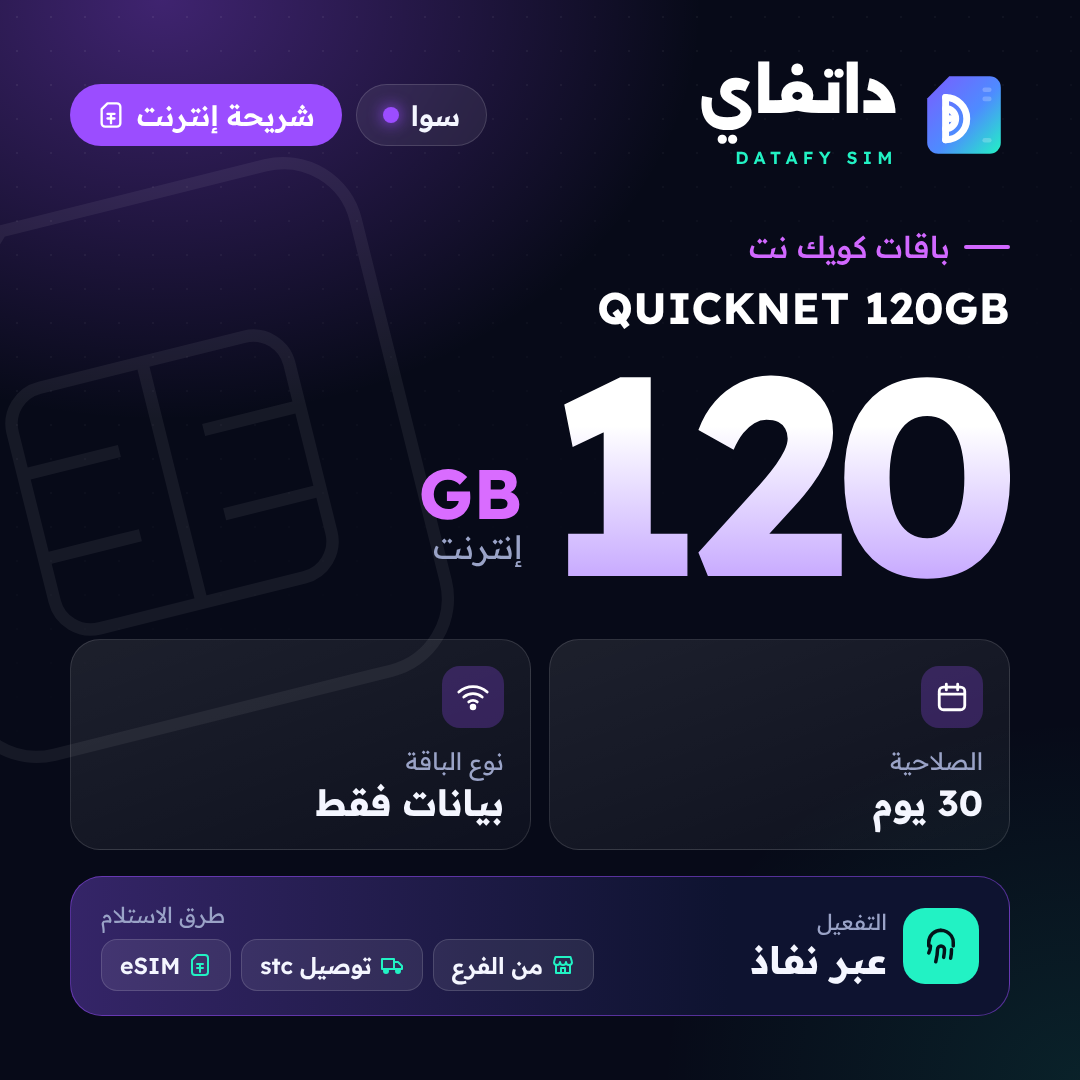 داتفاي
DATAFY SIM
سوا
شريحة إنترنت
باقات كويك نت
QUICKNET 120GB
120
GB
إنترنت
الصلاحية
30 يوم
نوع الباقة
بيانات فقط
التفعيل
عبر نفاذ
طرق الاستلام
من الفرع
توصيل stc
eSIM